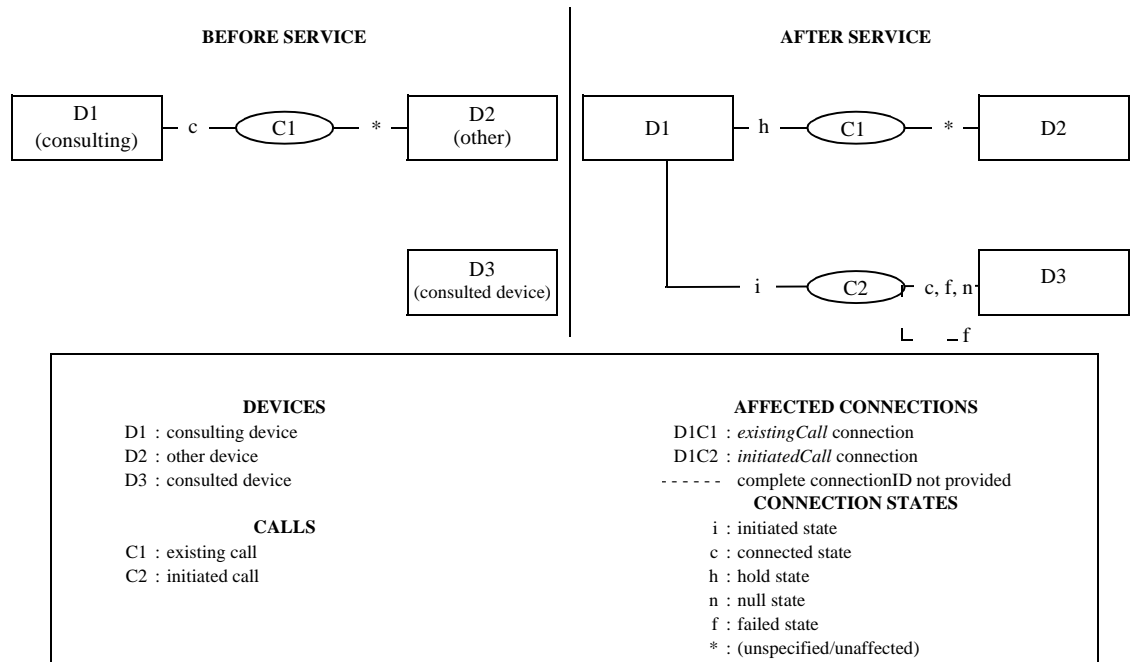 BEFORE SERVICE
AFTER SERVICE
D1
(consulting)
c
C1
*
D2
(other)
D3
(consulted device)
D1
h
C1
*
D2
i
C2
c, f, n
D3
f
DEVICES
D1 : consulting device
D2 : other device
D3 : consulted device
CALLS
C1 : existing call
C2 : initiated call
AFFECTED CONNECTIONS
D1C1 : existingCall connection
D1C2 : initiatedCall connection
- - - - - - complete connectionID not provided
CONNECTION STATES
i : initiated state
c : connected state
h : hold state
n : null state
f : failed state
* : (unspecified/unaffected)